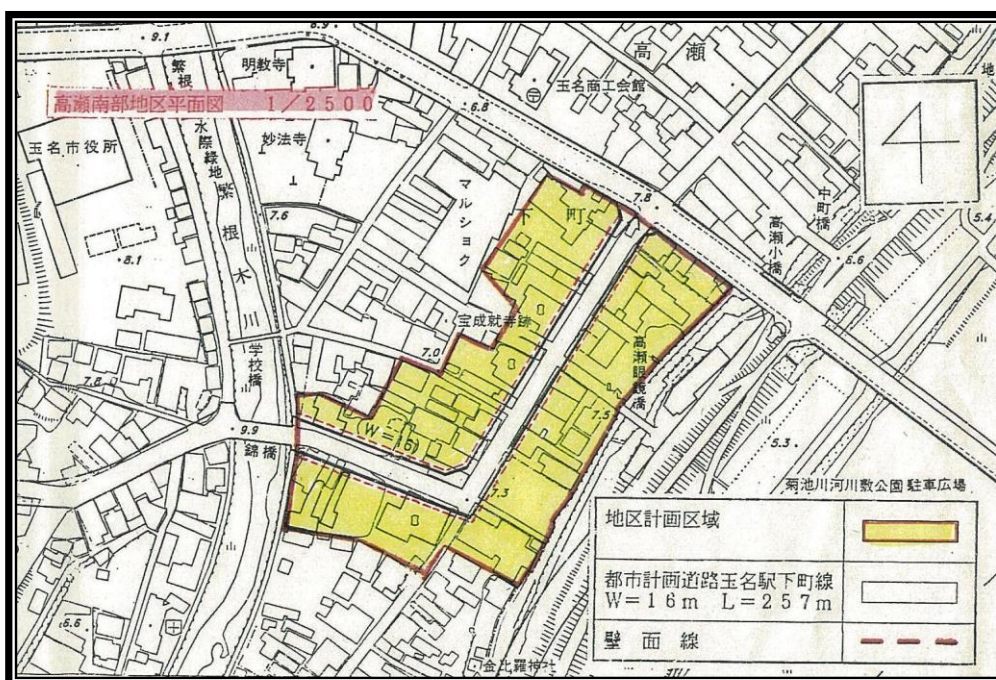 9.1
繁根
明教寺
高瀬
玉名商工会館
高瀬南部地区平面図 1/2500
6.8
水際緑地
玉名市役所
妙法寺
マルショク
下町
7.8
中町橋
高瀬小橋
5.4
7.6
繁根木川
8.1
6.6
宝成就寺跡
高瀬眼鏡橋
7.0
学校橋
7.8
(W=16)
7.5
9.9
錦橋
5.3
7.3
菊池川河川敷公園駐車広場
地区計画区域
都市計画道路玉名駅下町線
W=16m L=257m
壁面線
6.6
金比羅神社